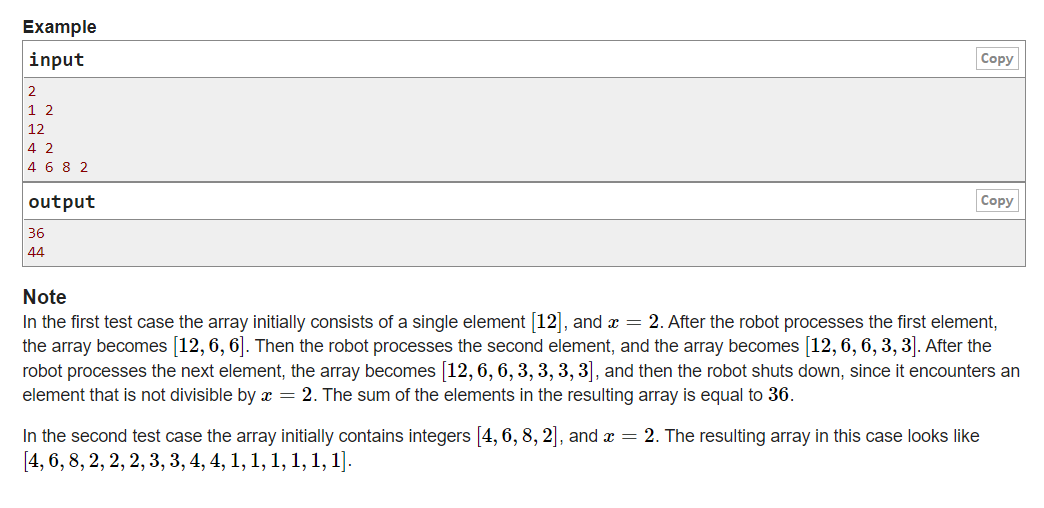 Example
input
Copy
2
1 2
12
4 2
4 6 8 2
output
Copy
36
44
Note
In the first test case the array initially consists of a single element [12], and x = 2. After the robot processes the first element,
the array becomes [12, 6, 6]. Then the robot processes the second element, and the array becomes [12, 6, 6, 3, 3]. After the
robot processes the next element, the array becomes [12, 6, 6, 3, 3, 3, 3], and then the robot shuts down, since it encounters an
element that is not divisible by x = 2. The sum of the elements in the resulting array is equal to 36.
In the second test case the array initially contains integers [4, 6, 8, 2], and x = 2. The resulting array in this case looks like
[4, 6, 8, 2, 2, 2, 3, 3, 4, 4, 1, 1, 1, 1, 1, 1].